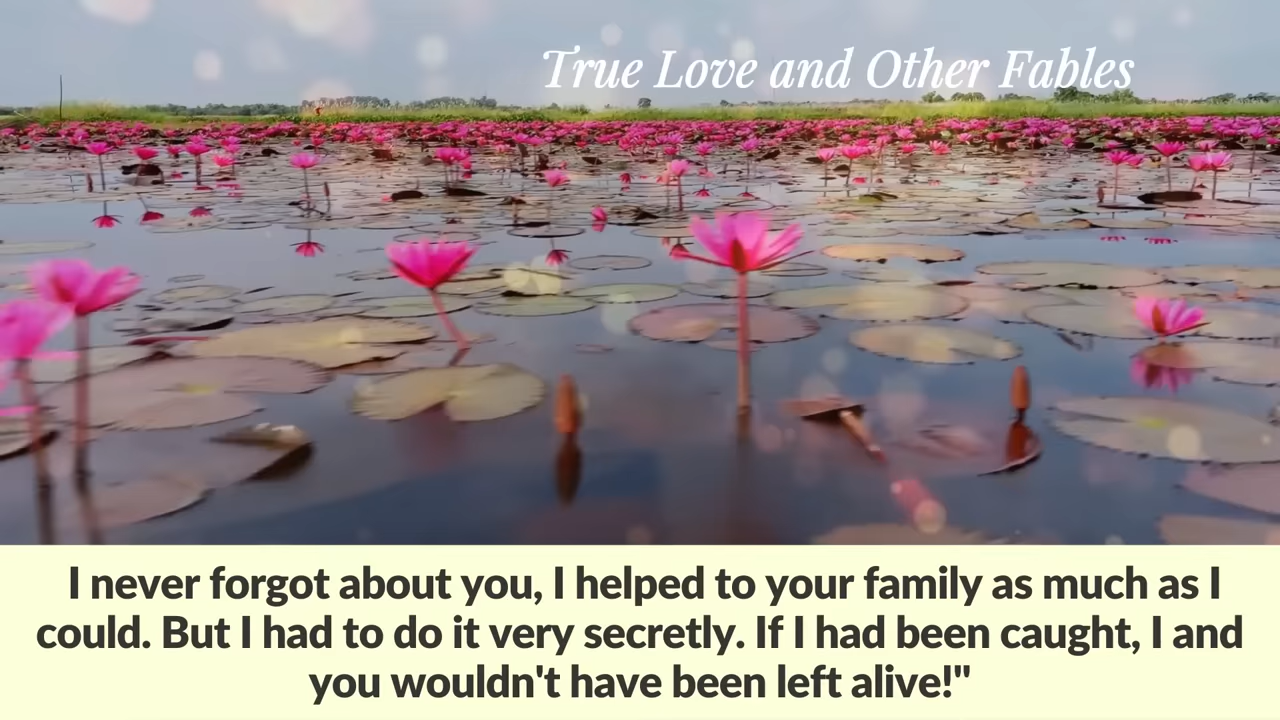 True Love and Other Fables
I never forgot about you, I helped to your family as much as I
could. But I had to do it very secretly. If I had been caught, I and
you wouldn't have been left alive!"